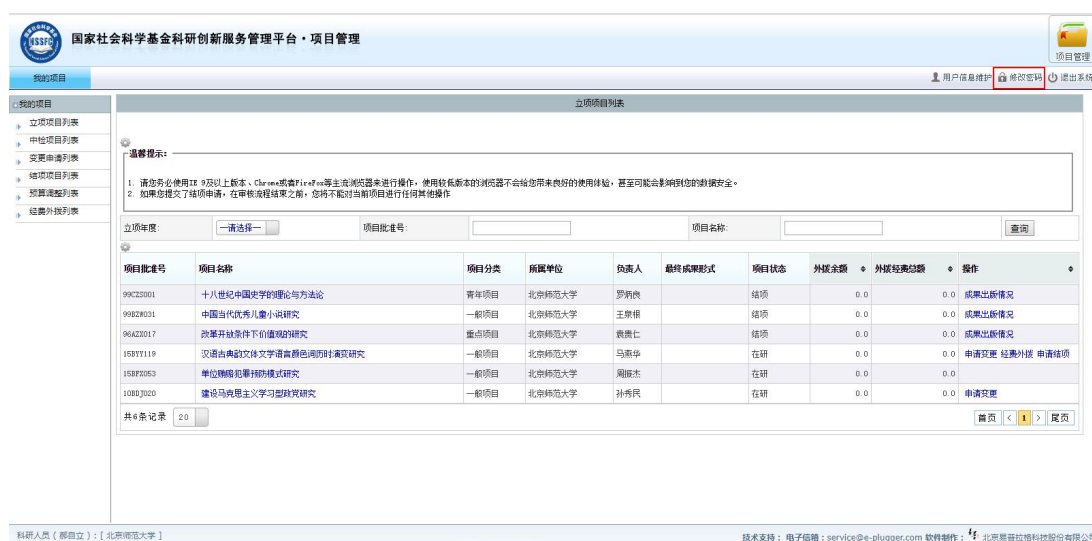 NSSFC
国家社会科学基金科研创新服务管理平台·项目管理
项目管理
我的项目
用户信息维护 修改密码 退出系统
我的项目
立项项目列表
立项项目列表
中检项目列表
变更申请列表
结项项目列表
预算调整列表
经费外拨列表
温馨提示:
1. 请您务必使用IE 9及以上版本、Chrome或者FireFox等主流浏览器来进行操作,使用较低版本的浏览器不会给您带来良好的使用体验,甚至可能会影响到您的数据安全。
2. 如果您提交了结项申请,在审核流程结束之前,您将不能对当前项目进行任何其他操作
立项年度: 一请选择一 项目批准号: 项目名称: 查询
项目批准号 项目名称 项目分类 所属单位 负责人 最终成果形式 项目状态 外拨余额 外拨经费总额 操作
99CZS001 十八世纪中国史学的理论与方法论 青年项目 北京师范大学 罗炳良 结项 0.0 0.0 成果出版情况
99BZW031 中国当代优秀儿童小说研究 一般项目 北京师范大学 王泉根 结项 0.0 0.0 成果出版情况
96AZX017 改革开放条件下价值观的研究 重点项目 北京师范大学 袁贵仁 结项 0.0 0.0 成果出版情况
15BYY119 汉语古典韵文体文学语言颜色词历时演变研究 一般项目 北京师范大学 马燕华 在研 0.0 0.0 申请变更 经费外拨 申请结项
15BFX053 单位贿赂犯罪预防模式研究 一般项目 北京师范大学 周振杰 在研 0.0 0.0
10BDJ020 建设马克思主义学习型政党研究 一般项目 北京师范大学 孙秀民 在研 0.0 0.0 申请变更
共6条记录 20 首页 < 1 > 尾页
科研人员 ( 郝自立 ) : [ 北京师范大学 ]
技术支持: 电子信箱:service@e-plugger.com 软件制作: 北京易普拉格科技股份有限公司